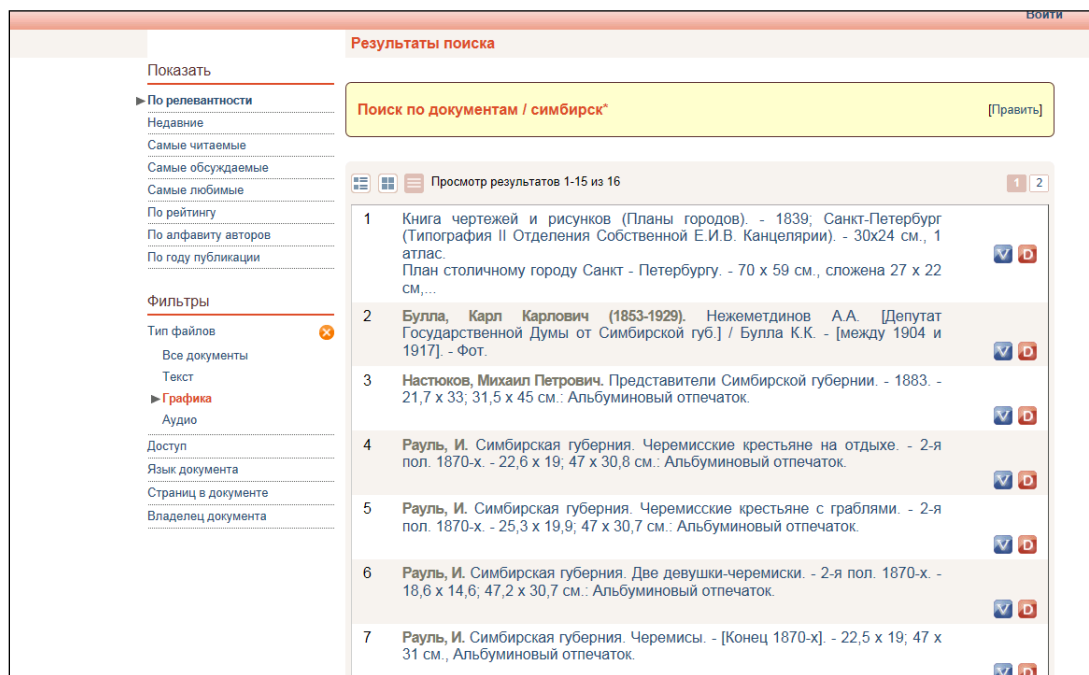 Войти
Результаты поиска
Показать
По релевантности
Недавние
Самые читаемые
Самые обсуждаемые
Самые любимые
По рейтингу
По алфавиту авторов
По году публикации
Фильтры
Тип файлов
Все документы
Текст
Графика
Аудио
Доступ
Язык документа
Страниц в документе
Владелец документа
Поиск по документам / симбирск*
[Править]
Просмотр результатов 1-15 из 16
1 2
1 Книга чертежей и рисунков (Планы городов). - 1839; Санкт-Петербург
(Типография II Отделения Собственной Е.И.В. Канцелярии). - 30x24 см., 1
атлас.
План столичному городу Санкт - Петербургу. - 70 x 59 см., сложена 27 x 22
см,...
V D
2 Булла, Карл Карлович (1853-1929). Нежеметдинов А.А. [Депутат
Государственной Думы от Симбирской губ.] / Булла К.К. - [между 1904 и
1917]. - Фот.
V D
3 Настюков, Михаил Петрович. Представители Симбирской губернии. - 1883. -
21,7 x 33; 31,5 x 45 см.: Альбуминовый отпечаток.
V D
4 Рауль, И. Симбирская губерния. Черемисские крестьяне на отдыхе. - 2-я
пол. 1870-х. - 22,6 x 19; 47 x 30,8 см.: Альбуминовый отпечаток.
V D
5 Рауль, И. Симбирская губерния. Черемисские крестьяне с граблями. - 2-я
пол. 1870-х. - 25,3 x 19,9; 47 x 30,7 см.: Альбуминовый отпечаток.
V D
6 Рауль, И. Симбирская губерния. Две девушки-черемиски. - 2-я пол. 1870-х. -
18,6 x 14,6; 47,2 x 30,7 см.: Альбуминовый отпечаток.
V D
7 Рауль, И. Симбирская губерния. Черемисы. - [Конец 1870-х]. - 22,5 x 19; 47 x
31 см., Альбуминовый отпечаток.
V D